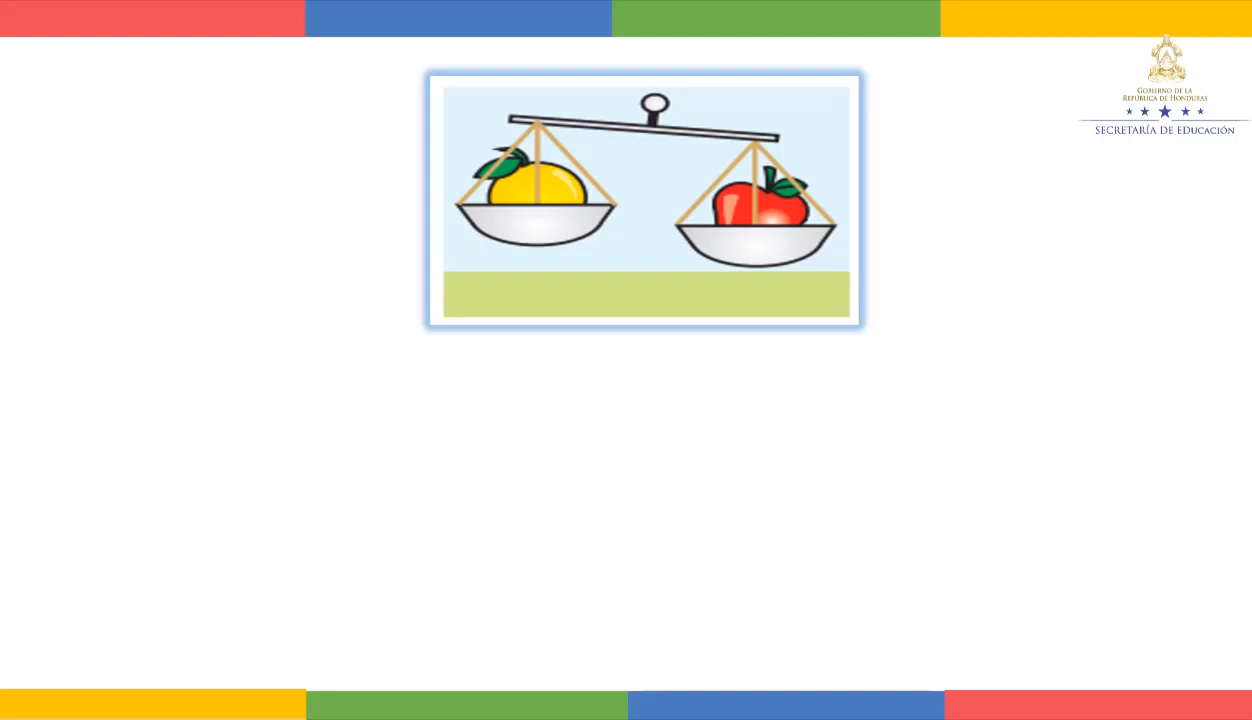 GOBIERNO DE LA
REPÚBLICA DE HONDURAS
SECRETARÍA DE EDUCACIÓN